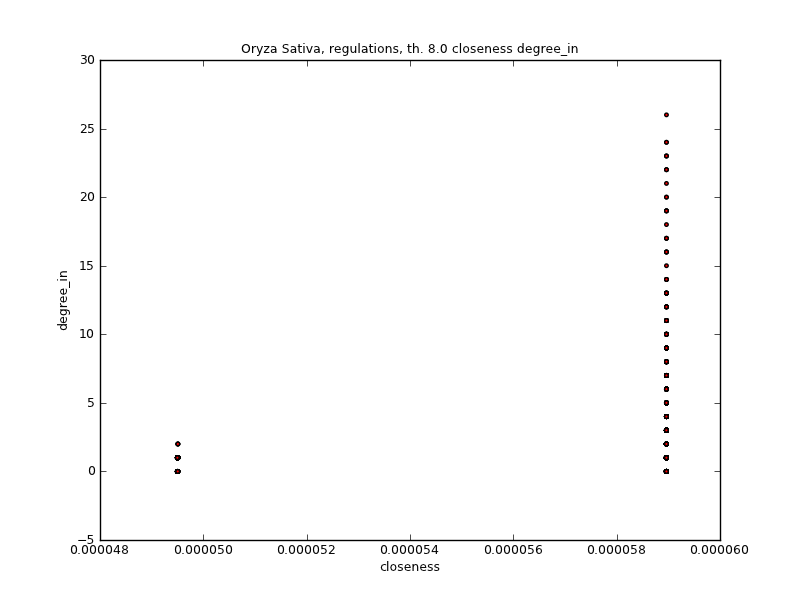 Oryza Sativa, regulations, th. 8.0 closeness degree_in
30
25
20
15
10
5
0
−5
degree_in
0.000048 0.000050 0.000052 0.000054 0.000056 0.000058 0.000060
closeness